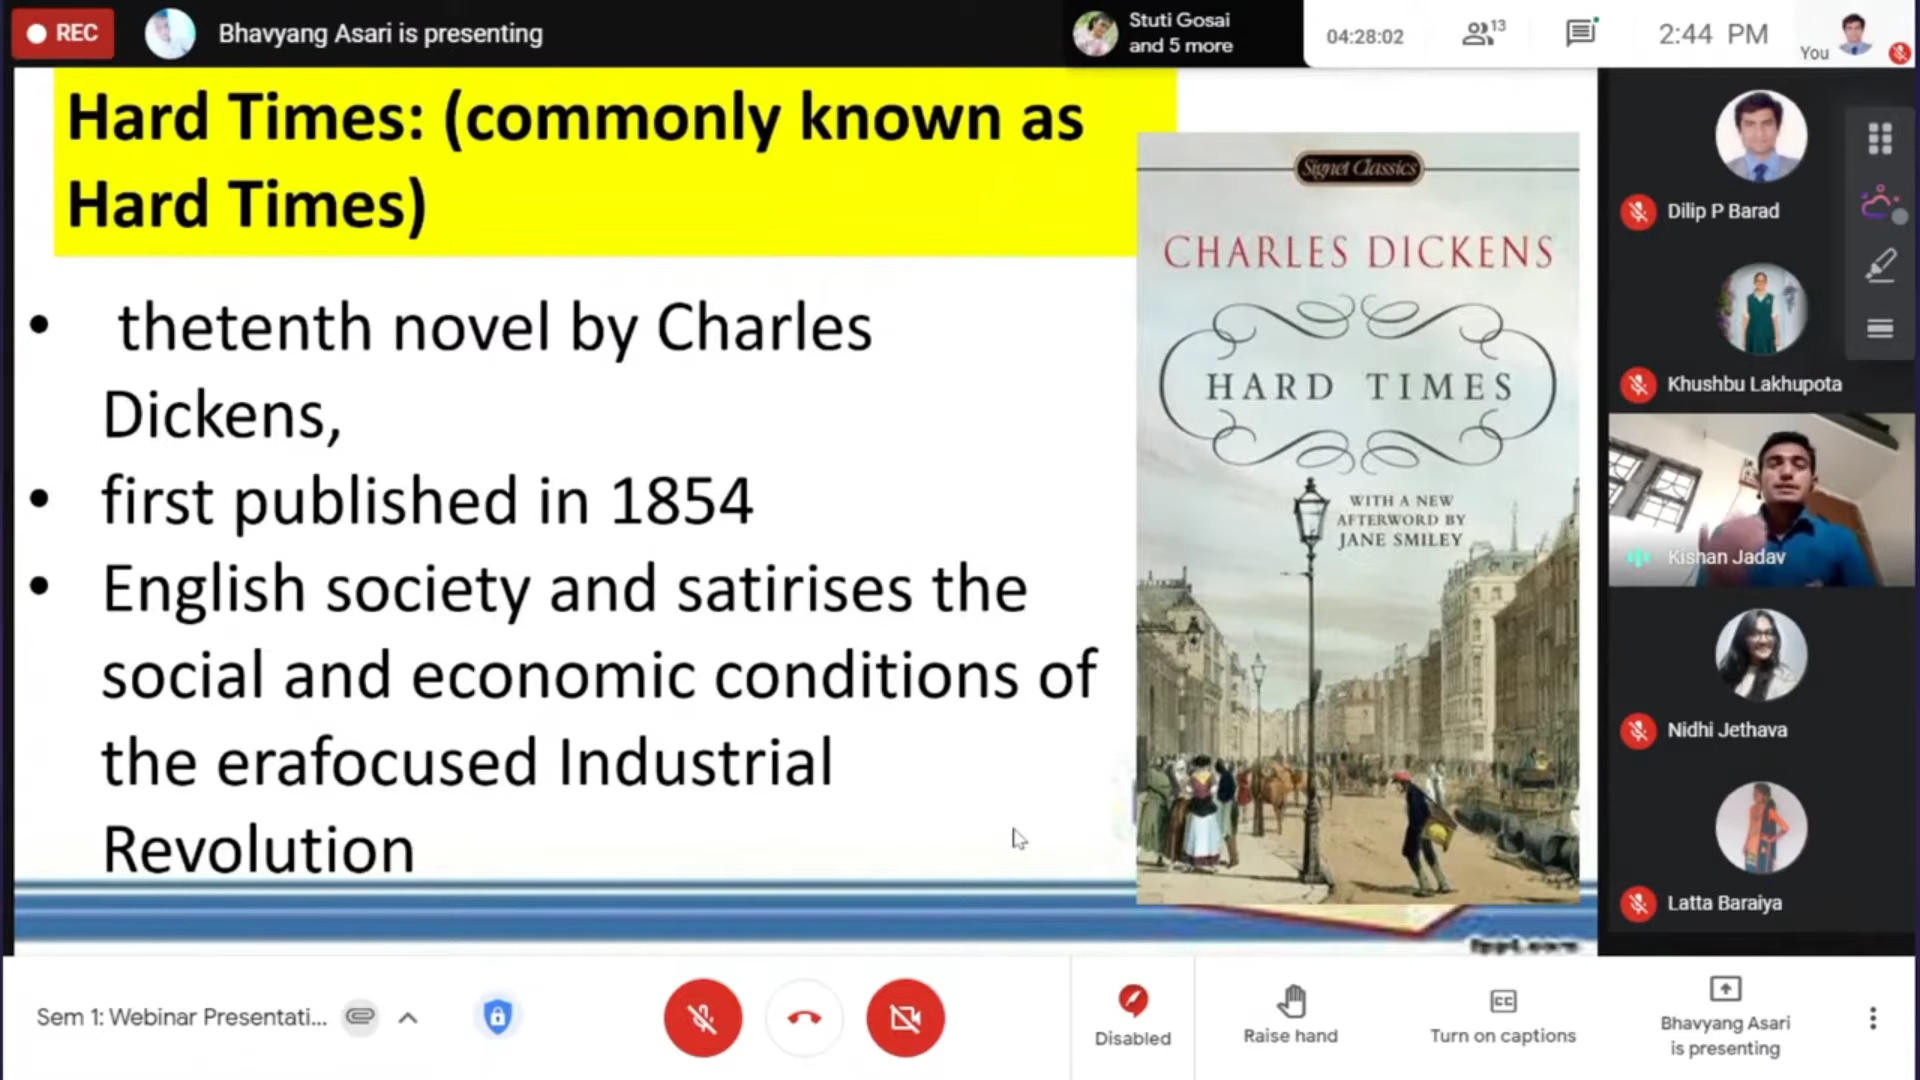 REC
Bhavyang Asari is presenting
Stuti Gosai
and 5 more
04:28:02
13
2:44 PM
You
Hard Times: (commonly known as
Hard Times)
thetenth novel by Charles
Dickens,
first published in 1854
English society and satirises the
social and economic conditions of
the erafocused Industrial
Revolution
Signet Classics
CHARLES DICKENS
HARD TIMES
WITH A NEW
AFTERWORD BY
JANE SMILEY
Dilip P Barad
Khushbu Lakhupota
Kishan Jadav
Nidhi Jethava
Latta Baraiya
Sem 1: Webinar Presentati...
Disabled
Raise hand
CC
Turn on captions
Bhavyang Asari
is presenting